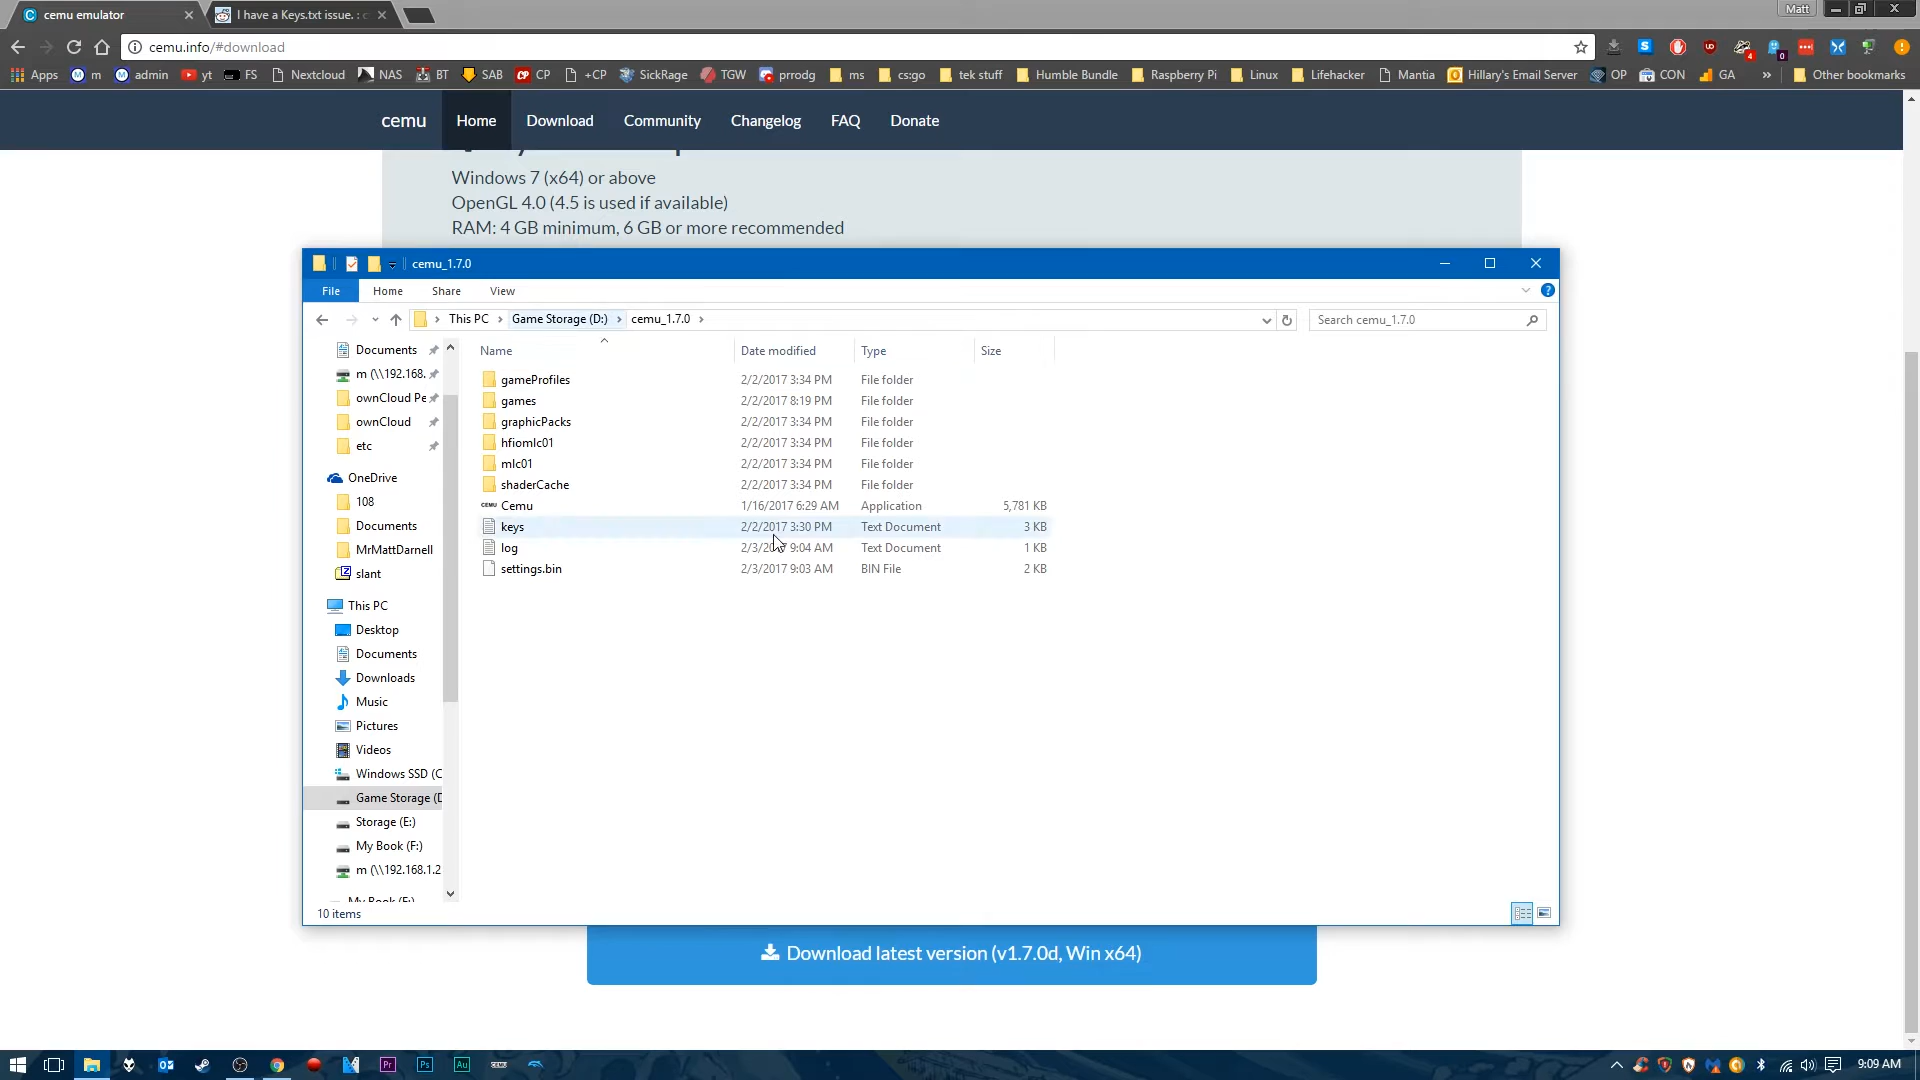 cemu emulator
I have a Keys.txt issue. : c
Matt
cemu.info/#download
Apps
m
admin
yt
FS
Nextcloud
NAS
BT
SAB
CP
+CP
SickRage
TGW
prrodg
ms
cs:go
tek stuff
Humble Bundle
Raspberry Pi
Linux
Lifehacker
Mantia
Hillary's Email Server
OP
CON
GA
»
Other bookmarks
cemu
Home
Download
Community
Changelog
FAQ
Donate
Windows 7 (x64) or above
OpenGL 4.0 (4.5 is used if available)
RAM: 4 GB minimum, 6 GB or more recommended
cemu_1.7.0
File
Home
Share
View
This PC
Game Storage (D:)
cemu_1.7.0
Search cemu_1.7.0
Name
Date modified
Type
Size
gameProfiles 2/2/2017 3:34 PM File folder
games 2/2/2017 8:19 PM File folder
graphicPacks 2/2/2017 3:34 PM File folder
hfiomlc01 2/2/2017 3:34 PM File folder
mlc01 2/2/2017 3:34 PM File folder
shaderCache 2/2/2017 3:34 PM File folder
Cemu 1/16/2017 6:29 AM Application 5,781 KB
keys 2/2/2017 3:30 PM Text Document 3 KB
log 2/3/2017 9:04 AM Text Document 1 KB
settings.bin 2/3/2017 9:03 AM BIN File 2 KB
Documents
m (\\192.168.
ownCloud Pe
ownCloud
etc
OneDrive
108
Documents
MrMattDarnell
slant
This PC
Desktop
Documents
Downloads
Music
Pictures
Videos
Windows SSD (C
Game Storage (D
Storage (E:)
My Book (F:)
m (\\192.168.1.2
My Book (F:)
10 items
Download latest version (v1.7.0d, Win x64)
9:09 AM